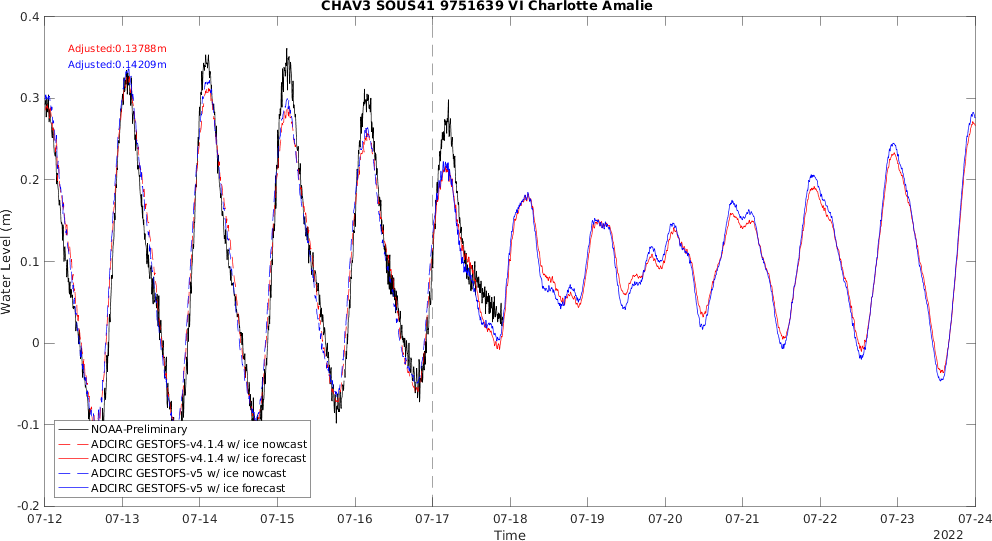 CHAV3 SOUS41 9751639 VI Charlotte Amalie
0.4
Adjusted:0.13788m
Adjusted:0.14209m
0.3
0.2
Water Level (m)
0.1
0
-0.1
NOAA-Preliminary
ADCIRC GESTOFS-v4.1.4 w/ ice nowcast
ADCIRC GESTOFS-v4.1.4 w/ ice forecast
ADCIRC GESTOFS-v5 w/ ice nowcast
ADCIRC GESTOFS-v5 w/ ice forecast
-0.2
07-12 07-13 07-14 07-15 07-16 07-17 07-18 07-19 07-20 07-21 07-22 07-23 07-24
Time
2022